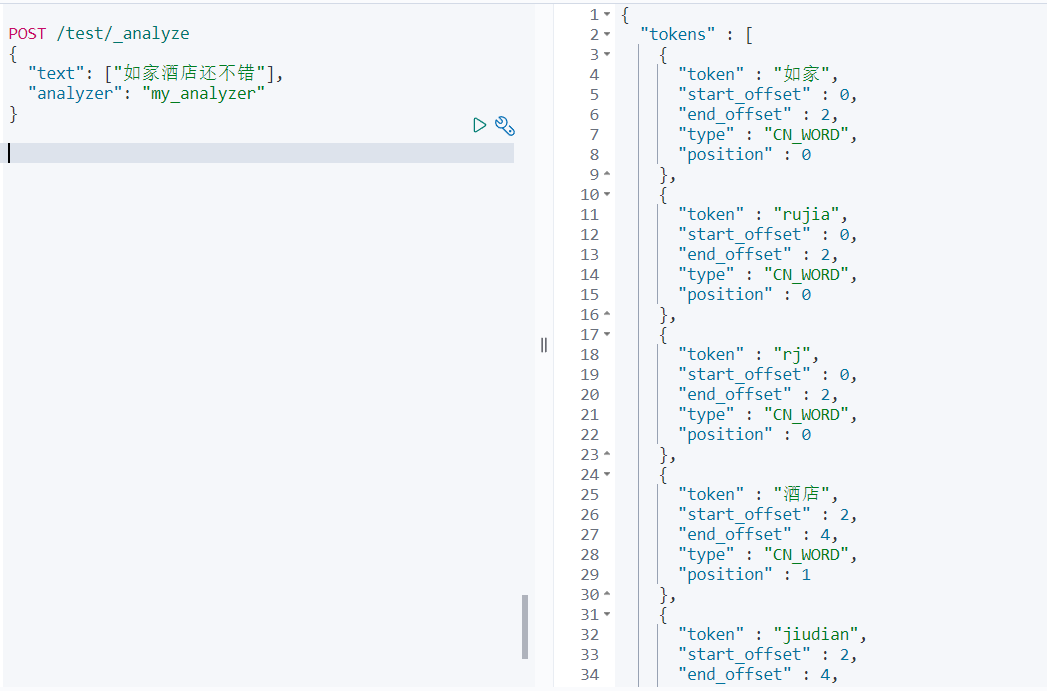 POST /test/_analyze
{
  "text": ["如家酒店还不错"],
  "analyzer": "my_analyzer"
}
1 {
2   "tokens" : [
3     {
4       "token" : "如家",
5       "start_offset" : 0,
6       "end_offset" : 2,
7       "type" : "CN_WORD",
8       "position" : 0
9     },
10     {
11       "token" : "rujia",
12       "start_offset" : 0,
13       "end_offset" : 2,
14       "type" : "CN_WORD",
15       "position" : 0
16     },
17     {
18       "token" : "rj",
19       "start_offset" : 0,
20       "end_offset" : 2,
21       "type" : "CN_WORD",
22       "position" : 0
23     },
24     {
25       "token" : "酒店",
26       "start_offset" : 2,
27       "end_offset" : 4,
28       "type" : "CN_WORD",
29       "position" : 1
30     },
31     {
32       "token" : "jiudian",
33       "start_offset" : 2,
34       "end_offset" : 4,